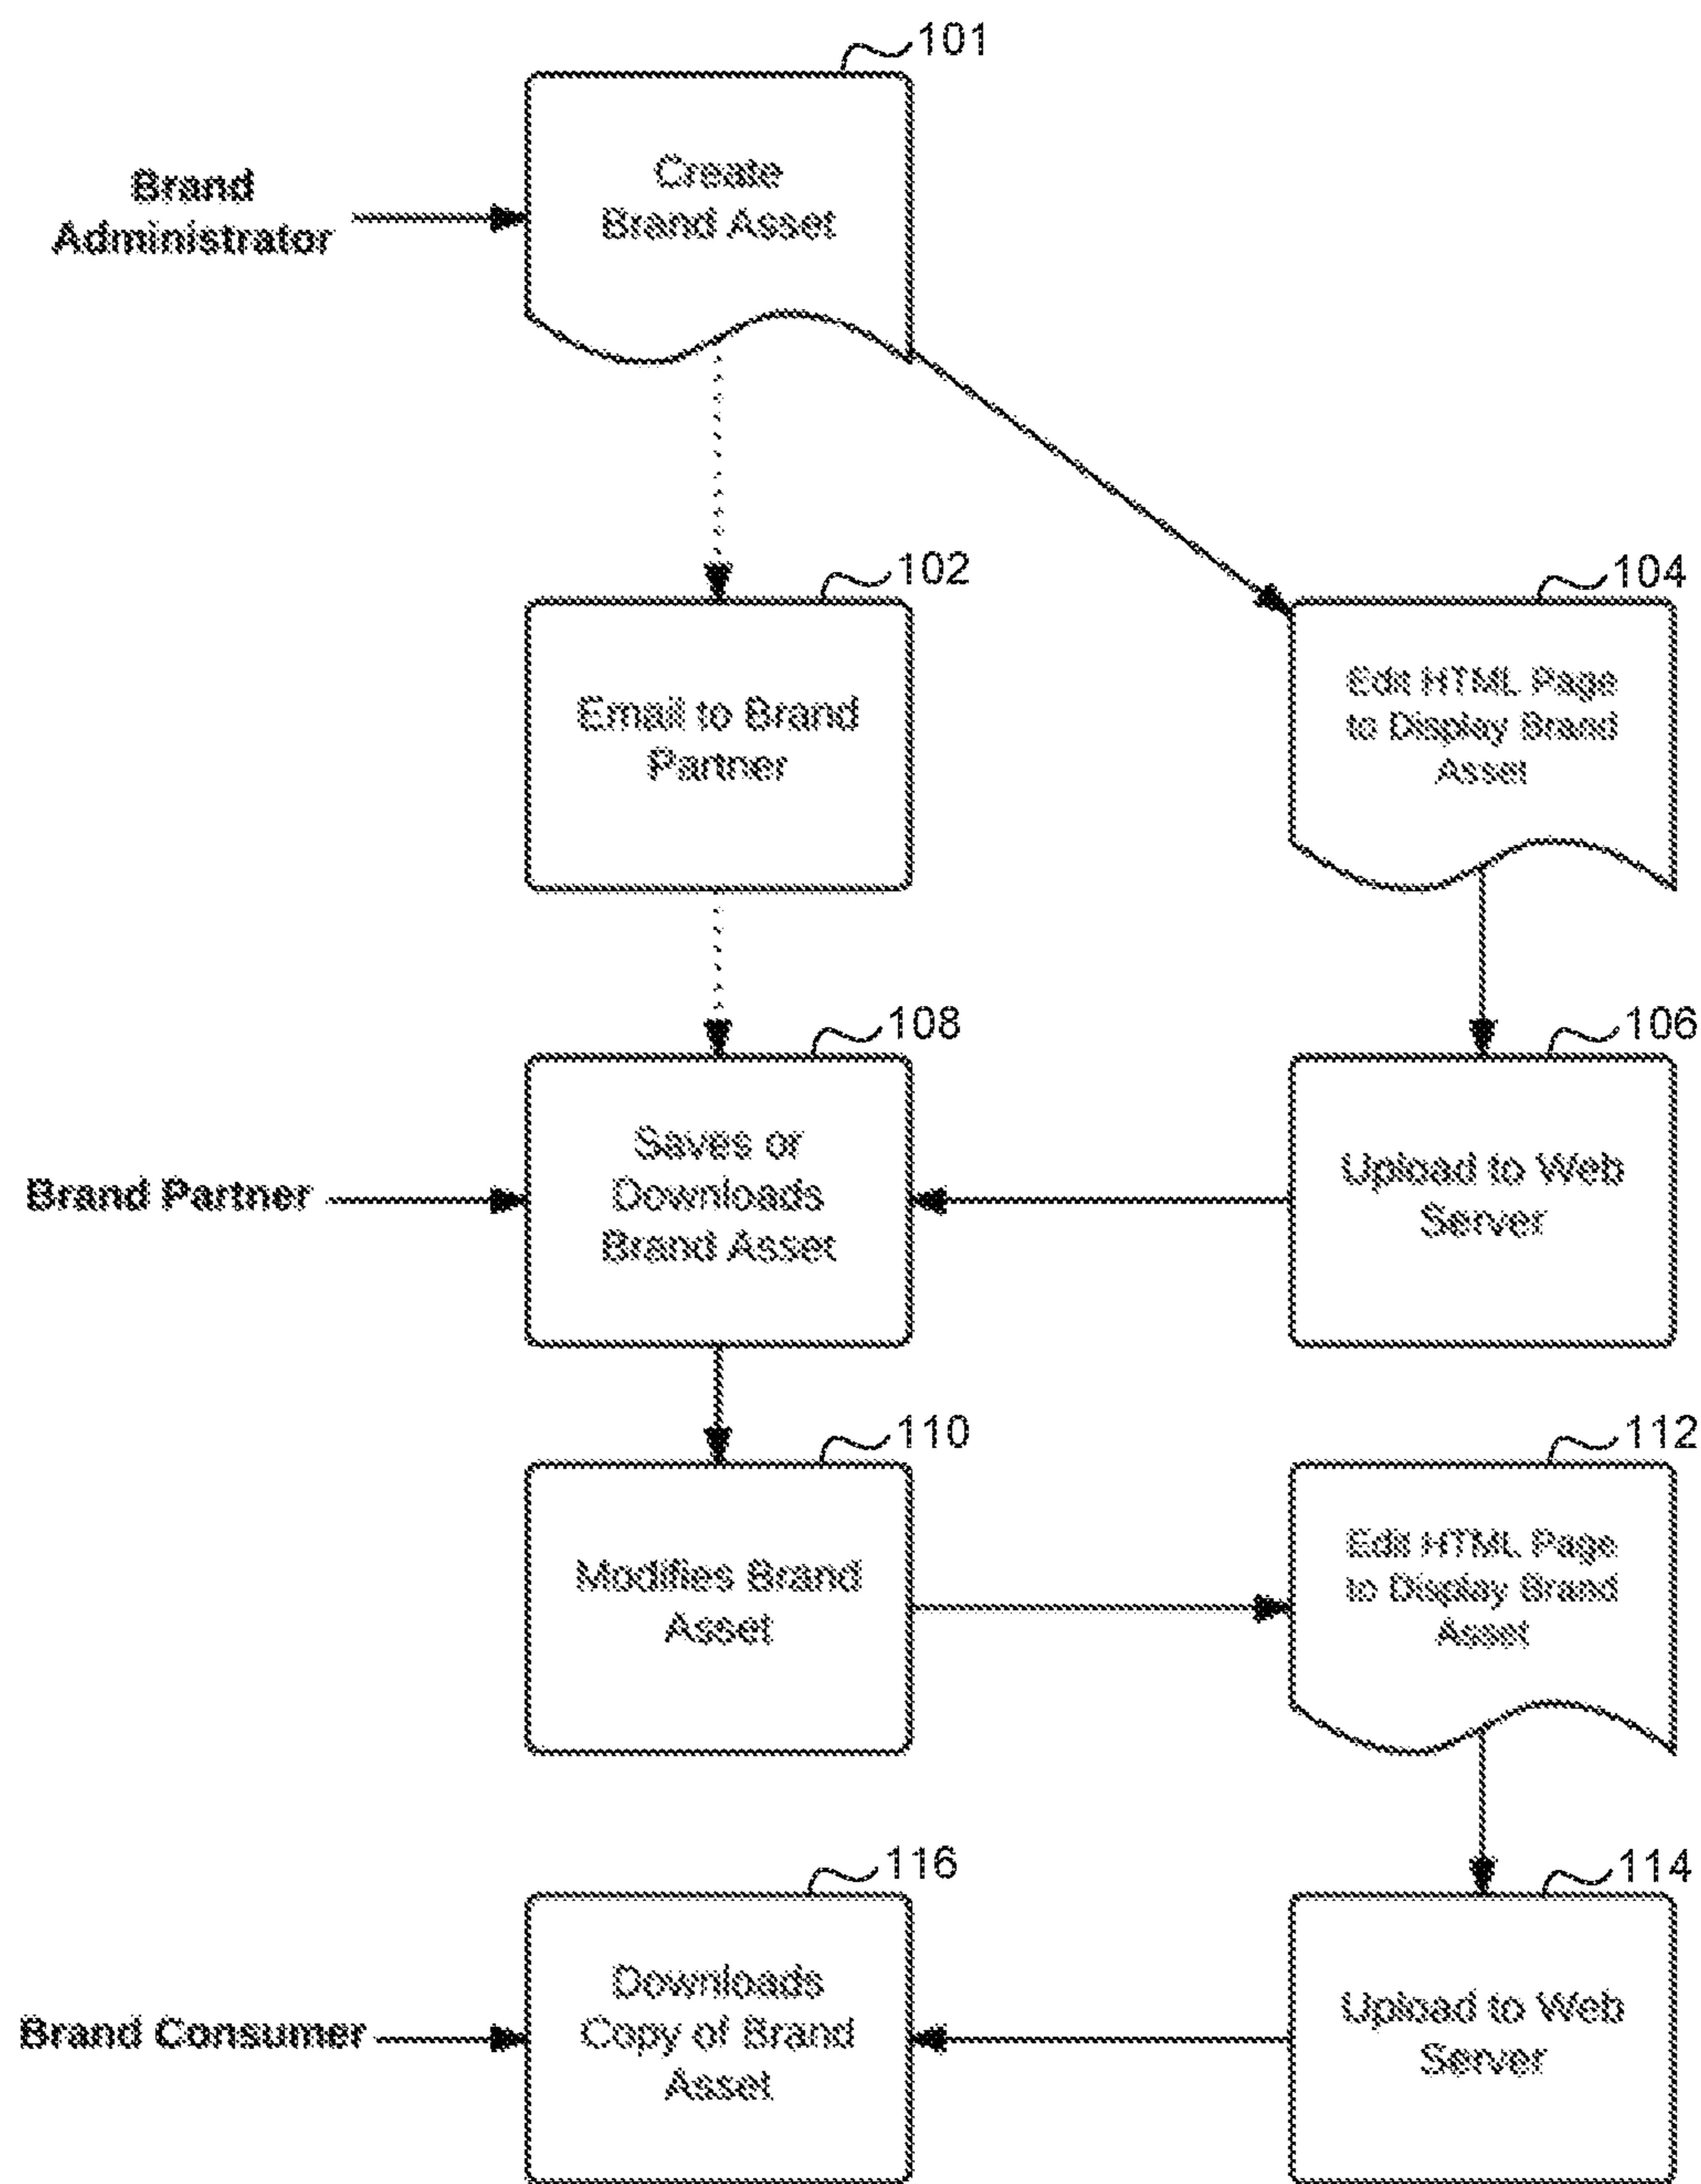 101
Create
Brand Asset
Brand
Administrator
102
Email to Brand
Partner
104
Edit HTML Page
to Display Brand
Asset
108
Saves or
Downloads
Brand Asset
Brand Partner
106
Upload to Web
Server
110
Modifies Brand
Asset
112
Edit HTML Page
to Display Brand
Asset
116
Downloads
Copy of Brand
Asset
Brand Consumer
114
Upload to Web
Server